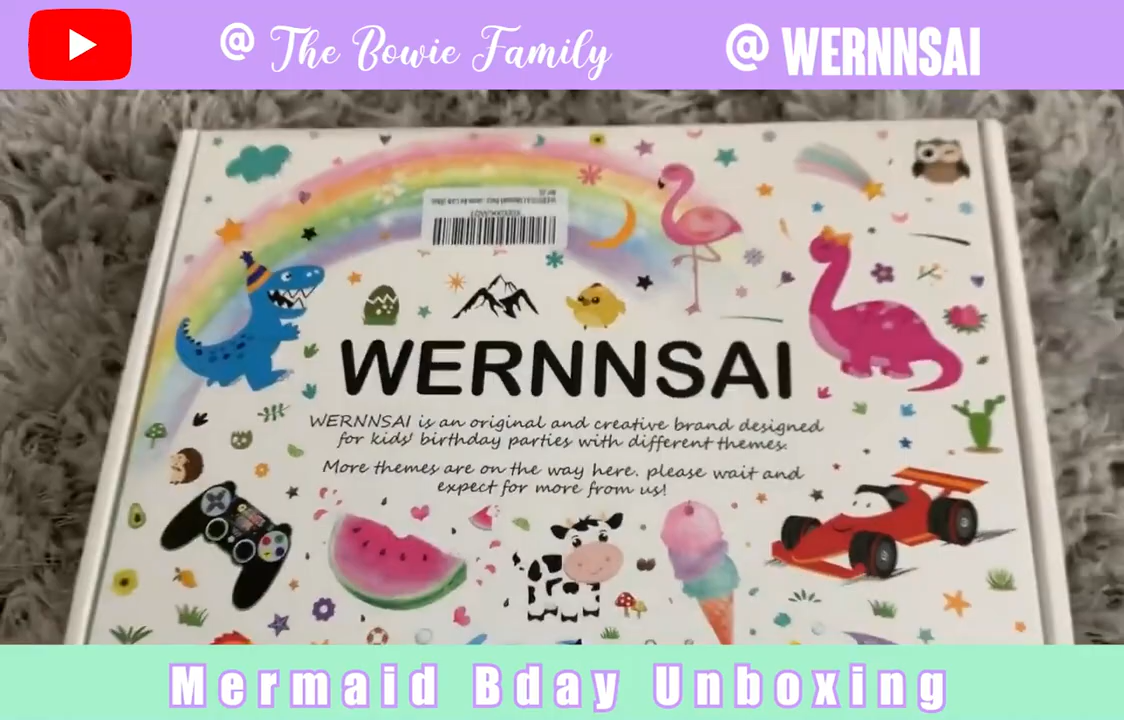 @ The Bowie Family
@ WERNNSAI
WERNNSAI
WERNNSAI is an original and creative brand designed
for kids' birthday parties with different themes.
More themes are on the way here. please wait and
expect for more from us!
Mermaid Bday Unboxing